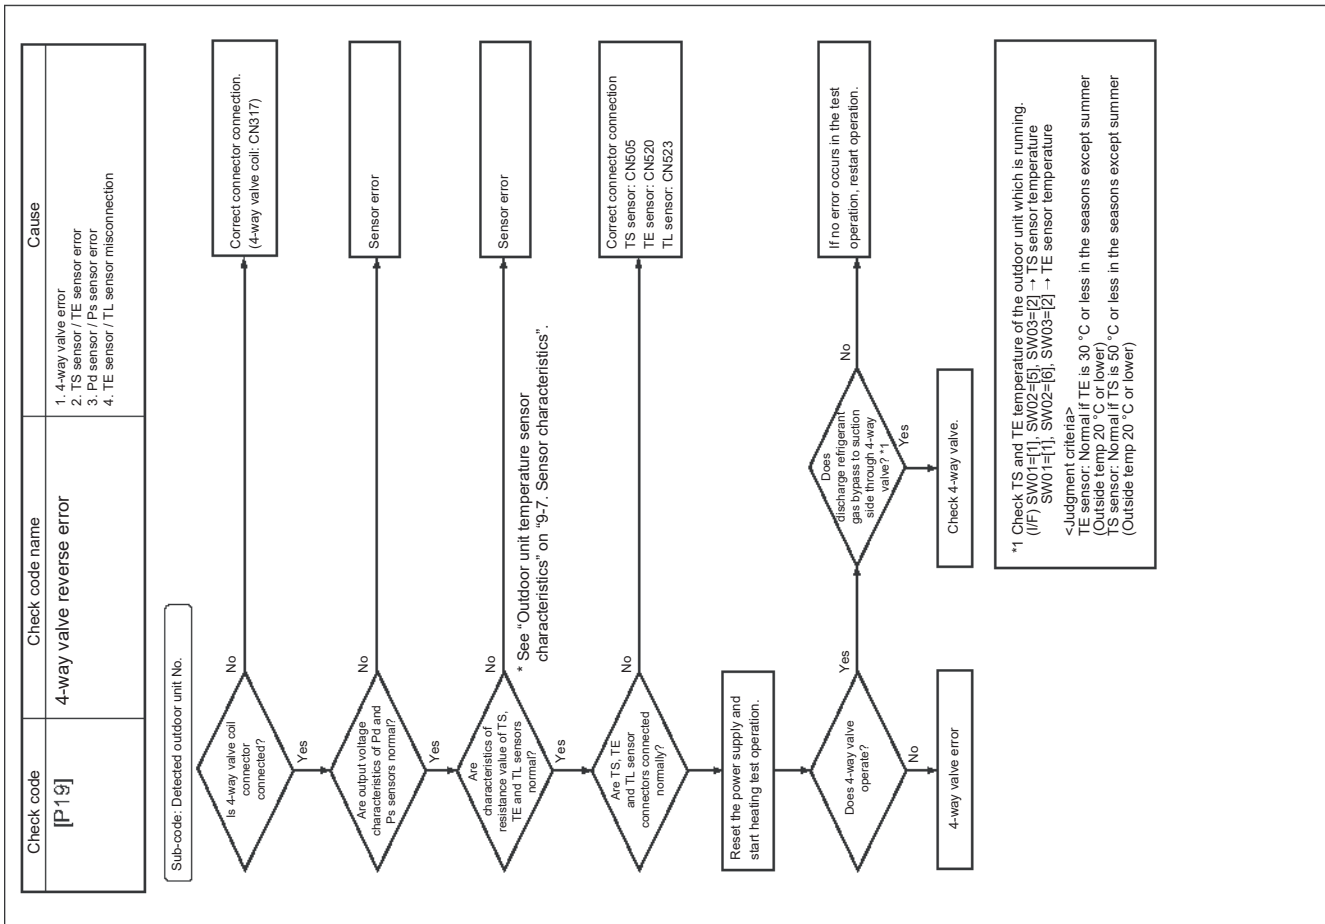 Check code
Check code name
Cause
[P19]
4-way valve reverse error
1. 4-way valve error
2. TS sensor / TE sensor error
3. Pd sensor / Ps sensor error
4. TE sensor / TL sensor misconnection
Sub-code: Detected outdoor unit No.
Is 4-way valve coil
connector
connected?
No
Correct connector connection.
(4-way valve coil: CN317)
Yes
Are output voltage
characteristics of Pd and
Ps sensors normal?
No
Sensor error
Yes
Are
characteristics of
resistance value of TS,
TE and TL sensors
normal?
No
Sensor error
* See “Outdoor unit temperature sensor
characteristics” on “9-7. Sensor characteristics”.
Yes
Are TS, TE
and TL sensor
connectors connected
normally?
No
Correct connector connection
TS sensor: CN505
TE sensor: CN520
TL sensor: CN523
Reset the power supply and
start heating test operation.
Does 4-way valve
operate?
Yes
No
4-way valve error
Does
discharge refrigerant
gas bypass to suction
side through 4-way
valve? *1
No
If no error occurs in the test
operation, restart operation.
Yes
Check 4-way valve.
*1 Check TS and TE temperature of the outdoor unit which is running.
(I/F) SW01=[1], SW02=[5], SW03=[2] → TS sensor temperature
SW01=[1], SW02=[6], SW03=[2] → TE sensor temperature
<Judgment criteria>
TE sensor: Normal if TE is 30 °C or less in the seasons except summer
(Outside temp 20 °C or lower)
TS sensor: Normal if TS is 50 °C or less in the seasons except summer
(Outside temp 20 °C or lower)